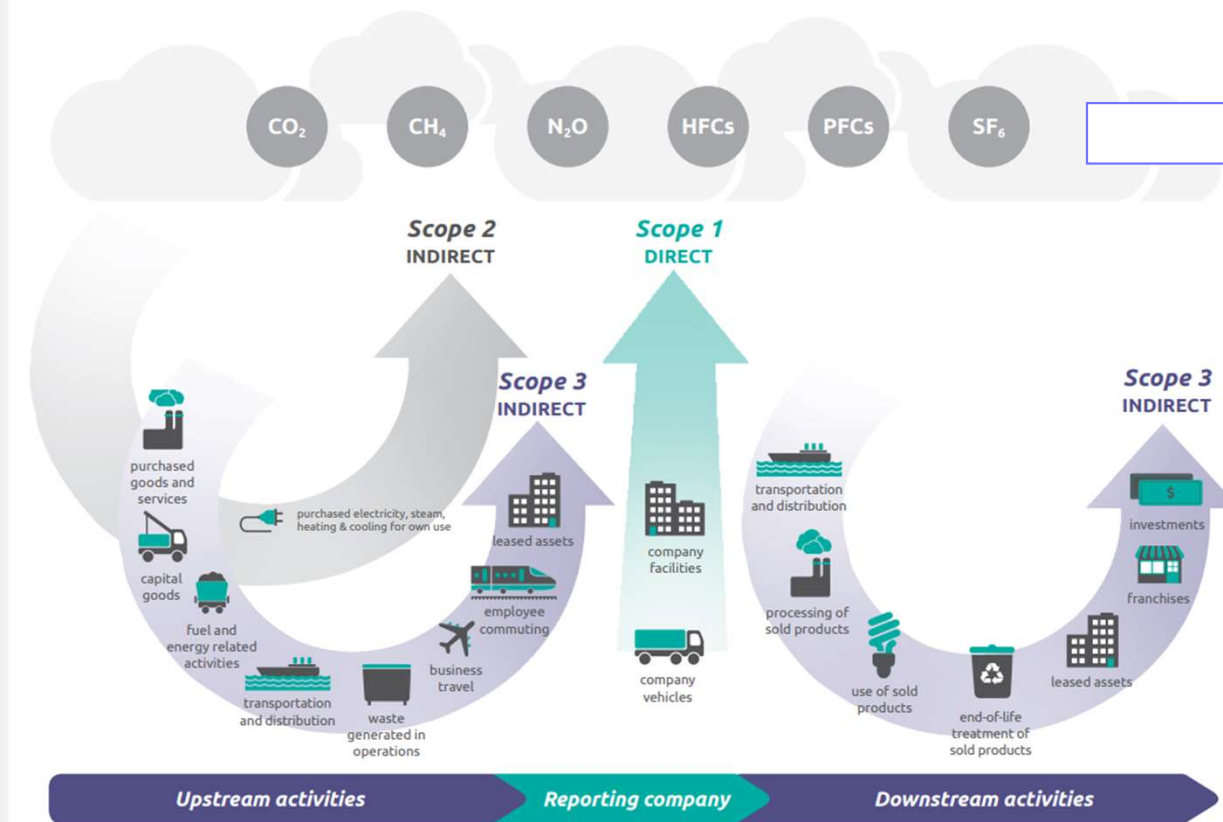 CO₂
CH₄
N₂O
HFCs
PFCs
SF₆
Scope 2
INDIRECT
Scope 1
DIRECT
Scope 3
INDIRECT
Scope 3
INDIRECT
purchased
goods and
services
capital
goods
fuel and
energy related
activities
transportation
and distribution
waste
generated in
operations
business
travel
employee
commuting
leased assets
purchased electricity, steam,
heating & cooling for own use
company
facilities
company
vehicles
transportation
and distribution
processing of
sold products
use of sold
products
end-of-life
treatment of
sold products
leased assets
franchises
investments
$
Upstream activities
Reporting company
Downstream activities